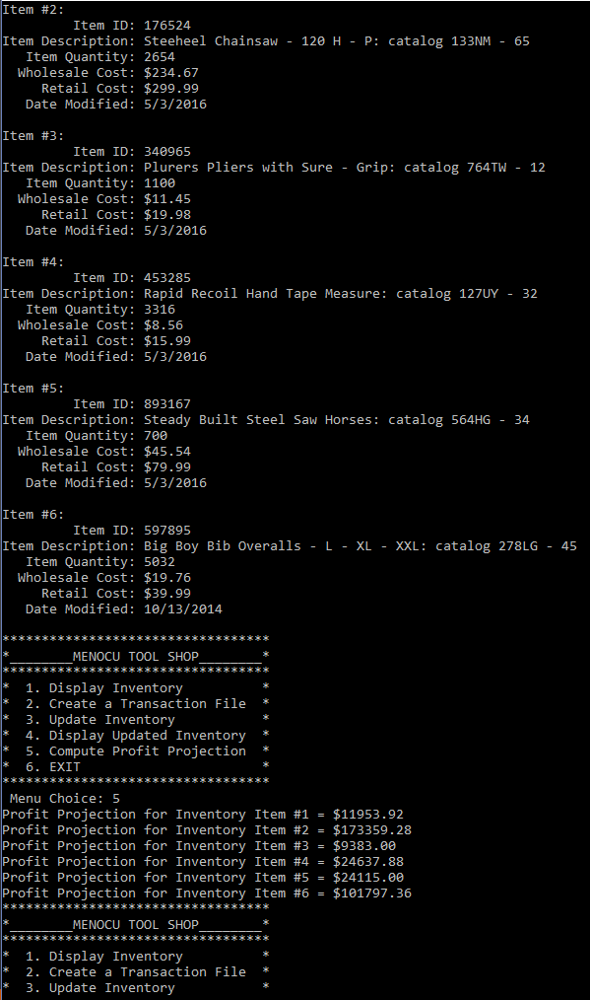 Item #2:
         Item ID: 176524
Item Description: Steeheel Chainsaw - 120 H - P: catalog 133NM - 65
   Item Quantity: 2654
  Wholesale Cost: $234.67
     Retail Cost: $299.99
   Date Modified: 5/3/2016

Item #3:
         Item ID: 340965
Item Description: Plurers Pliers with Sure - Grip: catalog 764TW - 12
   Item Quantity: 1100
  Wholesale Cost: $11.45
     Retail Cost: $19.98
   Date Modified: 5/3/2016

Item #4:
         Item ID: 453285
Item Description: Rapid Recoil Hand Tape Measure: catalog 127UY - 32
   Item Quantity: 3316
  Wholesale Cost: $8.56
     Retail Cost: $15.99
   Date Modified: 5/3/2016

Item #5:
         Item ID: 893167
Item Description: Steady Built Steel Saw Horses: catalog 564HG - 34
   Item Quantity: 700
  Wholesale Cost: $45.54
     Retail Cost: $79.99
   Date Modified: 5/3/2016

Item #6:
         Item ID: 597895
Item Description: Big Boy Bib Overalls - L - XL - XXL: catalog 278LG - 45
   Item Quantity: 5032
  Wholesale Cost: $19.76
     Retail Cost: $39.99
   Date Modified: 10/13/2014

**********************************
*________MENOCU TOOL SHOP________*
**********************************
*  1. Display Inventory          *
*  2. Create a Transaction File  *
*  3. Update Inventory           *
*  4. Display Updated Inventory  *
*  5. Compute Profit Projection  *
*  6. EXIT                       *
**********************************
 Menu Choice: 5
Profit Projection for Inventory Item #1 = $11953.92
Profit Projection for Inventory Item #2 = $173359.28
Profit Projection for Inventory Item #3 = $9383.00
Profit Projection for Inventory Item #4 = $24637.88
Profit Projection for Inventory Item #5 = $24115.00
Profit Projection for Inventory Item #6 = $101797.36
**********************************
*________MENOCU TOOL SHOP________*
**********************************
*  1. Display Inventory          *
*  2. Create a Transaction File  *
*  3. Update Inventory           *